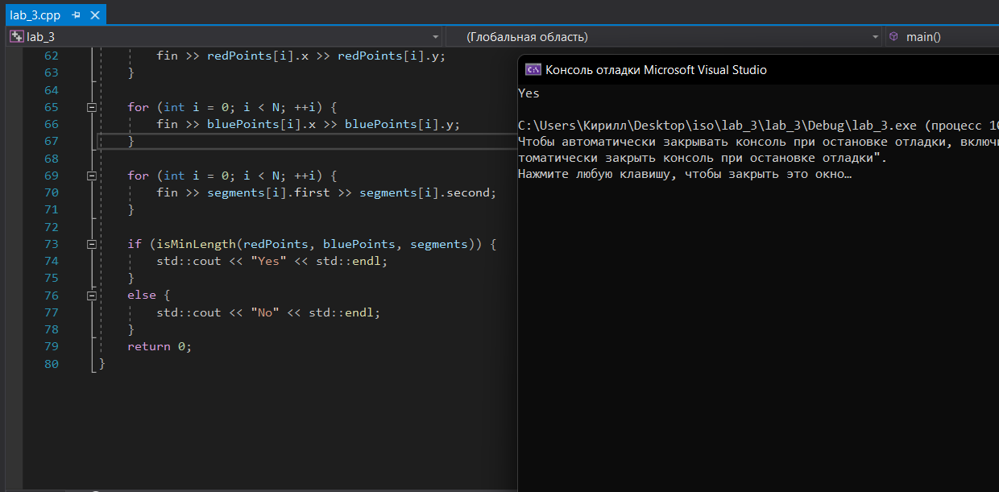 lab_3.cpp
lab_3 (Глобальная область) main()
62 fin >> redPoints[i].x >> redPoints[i].y;
63 }
64
65 for (int i = 0; i < N; ++i) {
66 fin >> bluePoints[i].x >> bluePoints[i].y;
67 }
68
69 for (int i = 0; i < N; ++i) {
70 fin >> segments[i].first >> segments[i].second;
71 }
72
73 if (isMinLength(redPoints, bluePoints, segments)) {
74 std::cout << "Yes" << std::endl;
75 }
76 else {
77 std::cout << "No" << std::endl;
78 }
79 return 0;
80 }
Консоль отладки Microsoft Visual Studio
Yes
C:\Users\Кирилл\Desktop\iso\lab_3\lab_3\Debug\lab_3.exe (процесс
Чтобы автоматически закрывать консоль при остановке отладки,
томатически закрыть консоль при остановке отладки".
Нажмите любую клавишу, чтобы закрыть это окно…